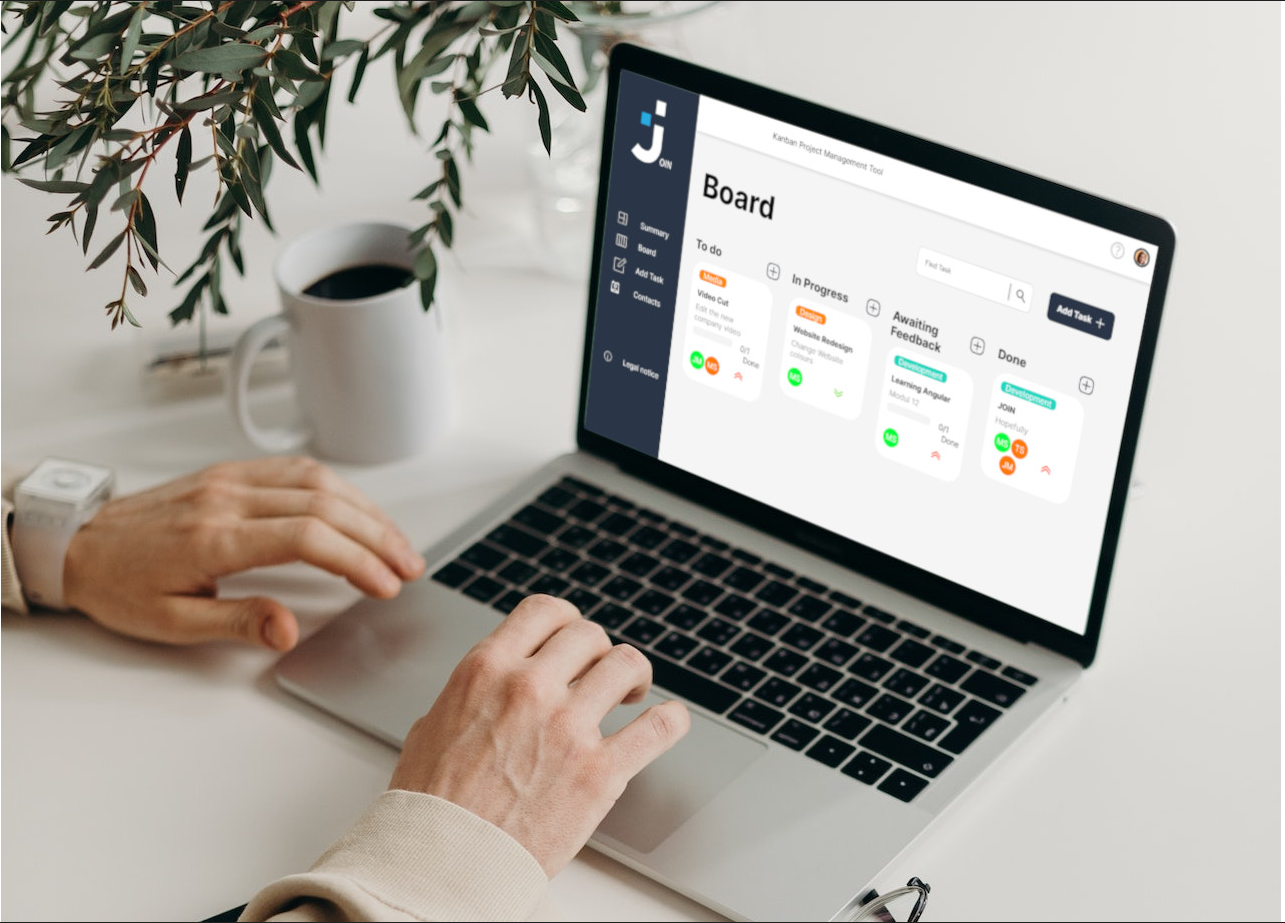 JOIN
Summary
Board
Add Task
Contacts
Legal notice
Kanban Project Management Tool
?
Board
Find Task
Add Task +
To do
Media
Video Cut
Edit the new
company video
0/1
Done
JM MS
In Progress
Design
Website Redesign
Change Website
colours
MS
Awaiting
Feedback
Development
Learning Angular
Modul 12
0/1
Done
MS
Done
Development
JOIN
Hopefully
MS TS
JM